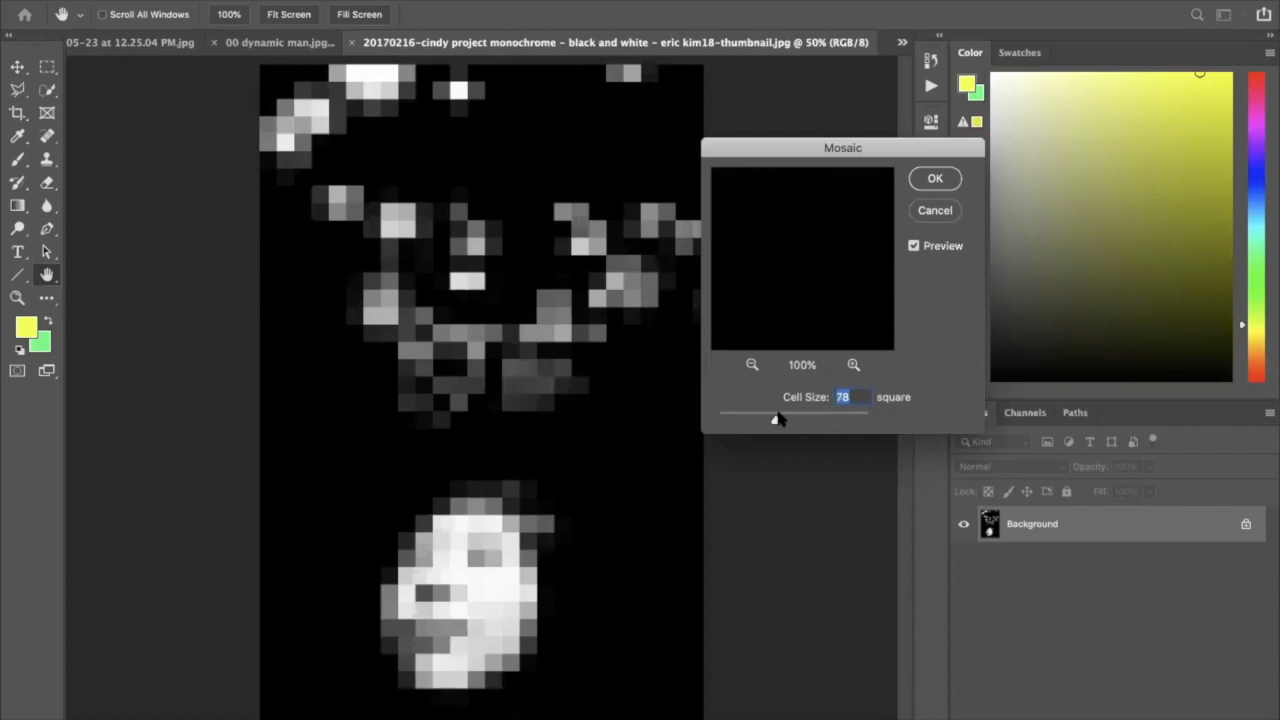 Scroll All Windows 100% Fit Screen Fill Screen
05-23 at 12.25.04 PM.jpg 00 dynamic man.jpg... 20170216-cindy project monochrome - black and white - eric kim18-thumbnail.jpg @ 50% (RGB/8)
Color Swatches
Mosaic
OK
Cancel
Preview
100%
Cell Size: 78 square
Channels Paths
Kind
Normal Opacity: 100%
Lock: Fill: 100%
Background